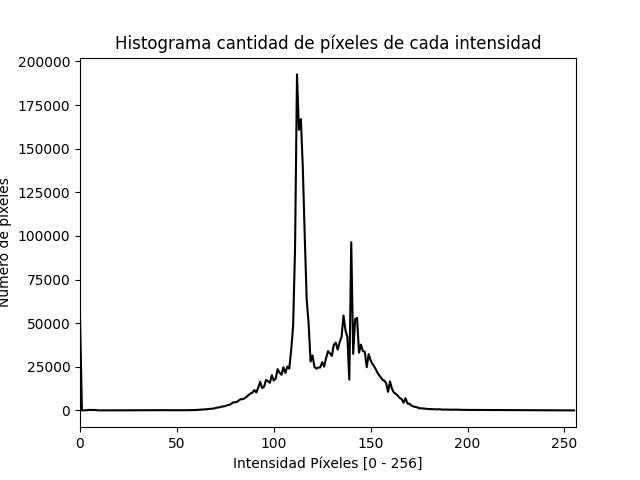 Histograma cantidad de píxeles de cada intensidad
200000
175000
150000
125000
100000
75000
50000
25000
0
Número de píxeles
0 50 100 150 200 250
Intensidad Píxeles [0 - 256]